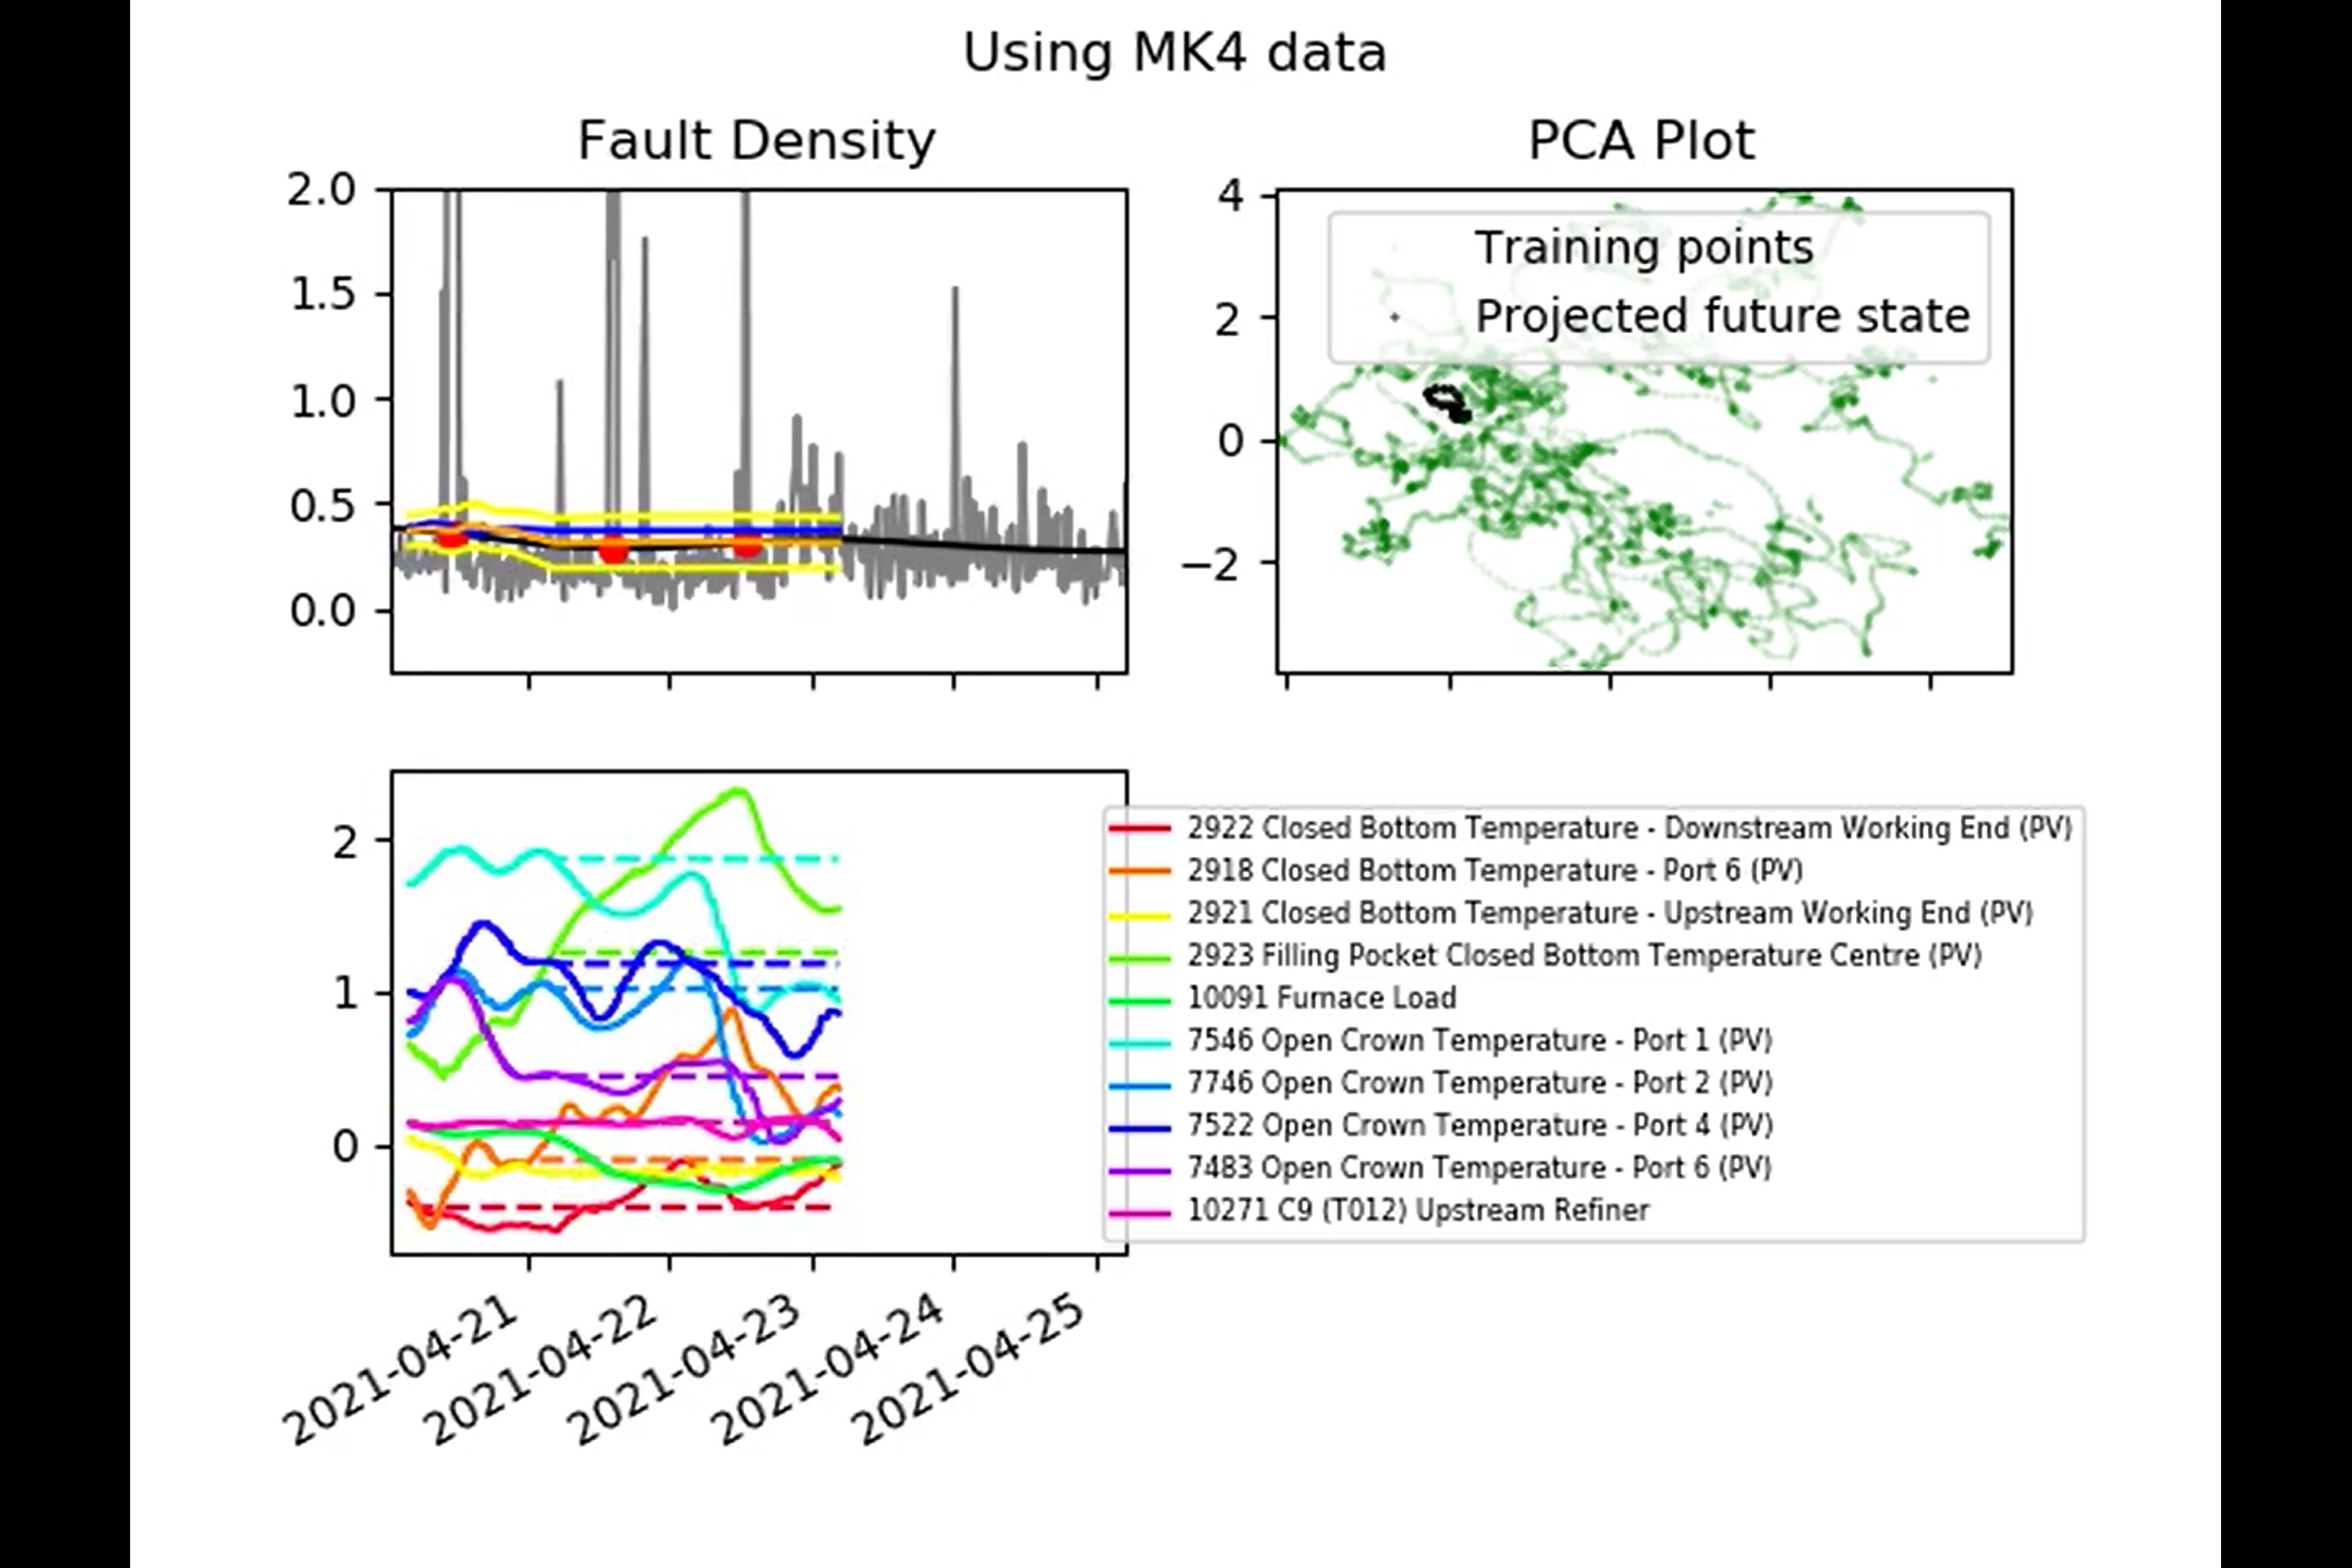 Using MK4 data
Fault Density
2.0
1.5
1.0
0.5
0.0
PCA Plot
4
2
0
−2
Training points
Projected future state
2
1
0
2021-04-21
2021-04-22
2021-04-23
2021-04-24
2021-04-25
2922 Closed Bottom Temperature - Downstream Working End (PV)
2918 Closed Bottom Temperature - Port 6 (PV)
2921 Closed Bottom Temperature - Upstream Working End (PV)
2923 Filling Pocket Closed Bottom Temperature Centre (PV)
10091 Furnace Load
7546 Open Crown Temperature - Port 1 (PV)
7746 Open Crown Temperature - Port 2 (PV)
7522 Open Crown Temperature - Port 4 (PV)
7483 Open Crown Temperature - Port 6 (PV)
10271 C9 (T012) Upstream Refiner